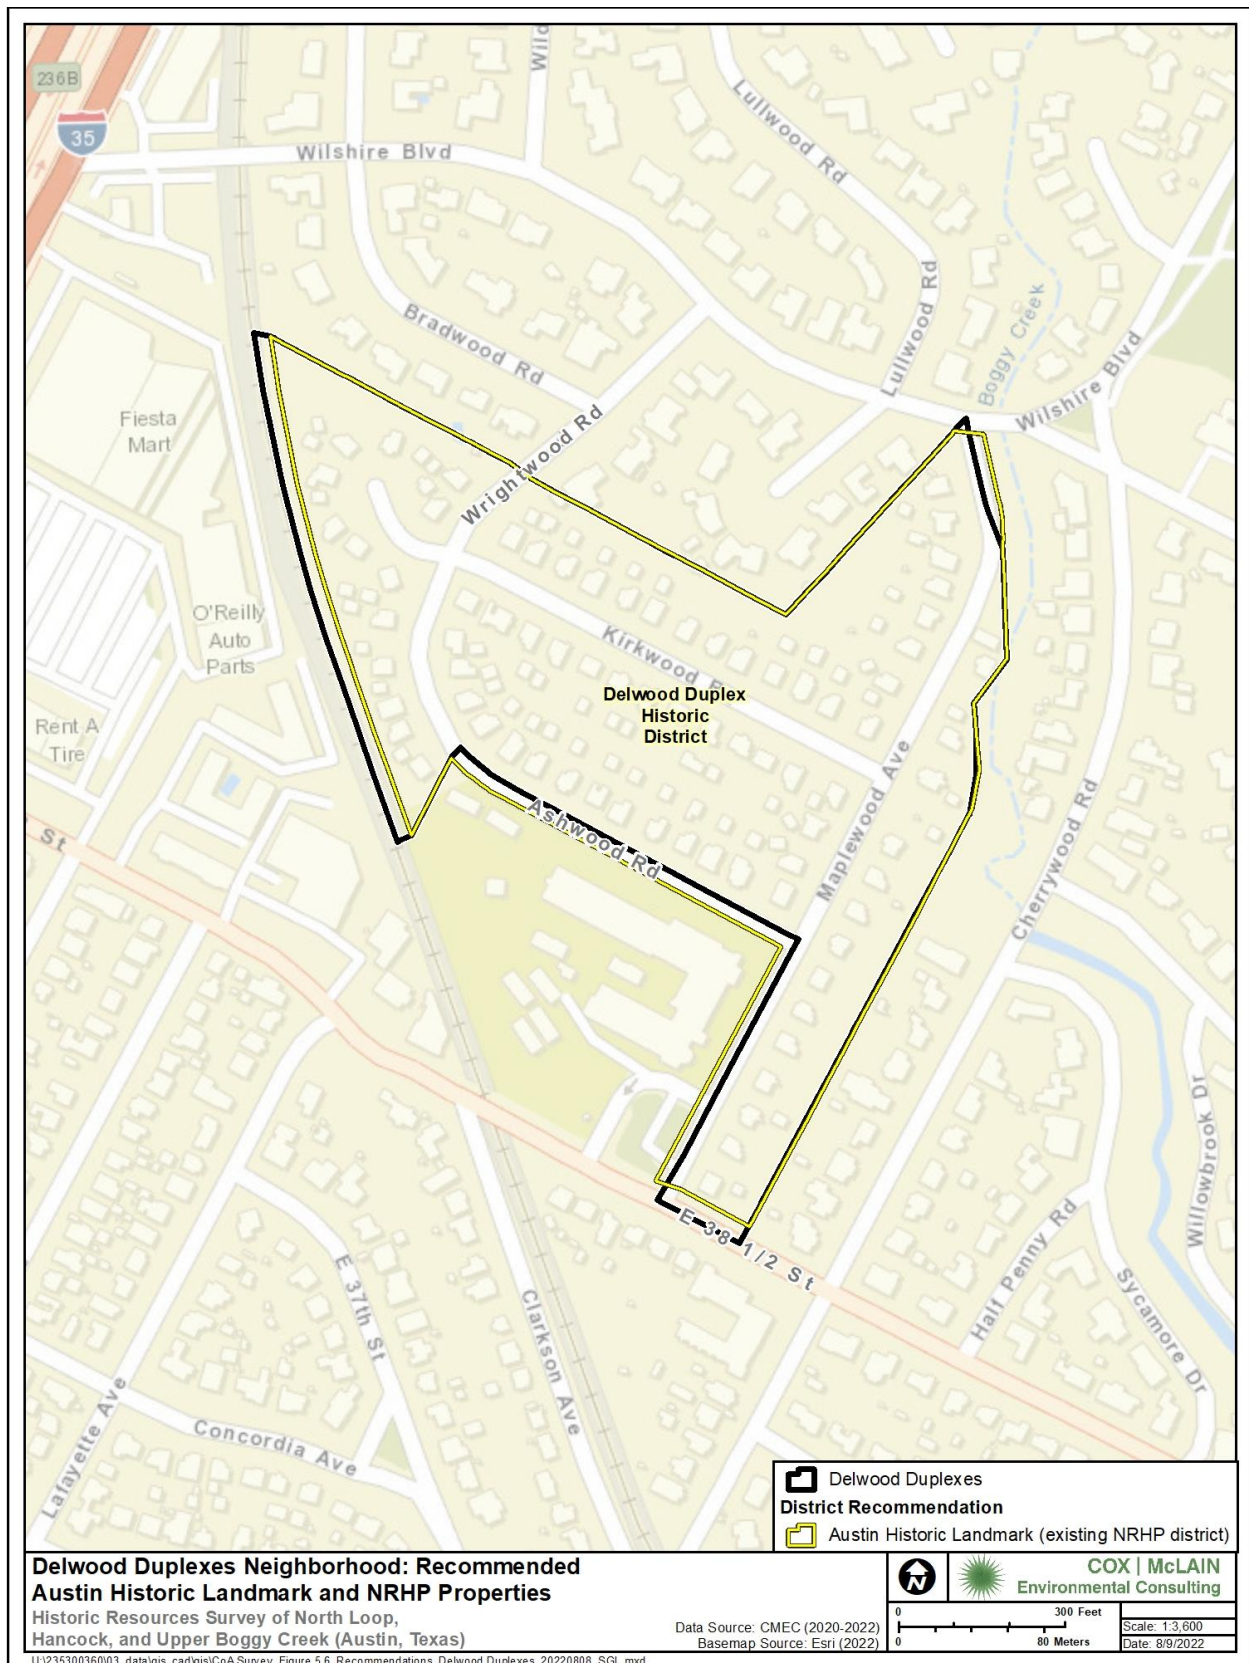 236B
35
Wild
Wilshire Blvd
Lullwood Rd
Bradwood Rd
Lullwood Rd
Boggy Creek
Wilshire Blvd
Fiesta
Mart
Wrightwood Rd
O'Reilly
Auto
Parts
Kirkwood R
Delwood Duplex
Historic
District
Rent A
Tire
St
Ashwood Rd
Maplewood Ave
Cherrywood Rd
Willowbrook Dr
E 38 1/2 St
Half Penny Rd
Sycamore Dr
E 37th St
Clarkson Ave
Lafayette Ave
Concordia Ave
Delwood Duplexes
District Recommendation
Austin Historic Landmark (existing NRHP district)
Delwood Duplexes Neighborhood: Recommended
Austin Historic Landmark and NRHP Properties
Historic Resources Survey of North Loop,
Hancock, and Upper Boggy Creek (Austin, Texas)
Data Source: CMEC (2020-2022)
Basemap Source: Esri (2022)
N
COX | McLAIN
Environmental Consulting
0 300 Feet
0 80 Meters
Scale: 1:3,600
Date: 8/9/2022